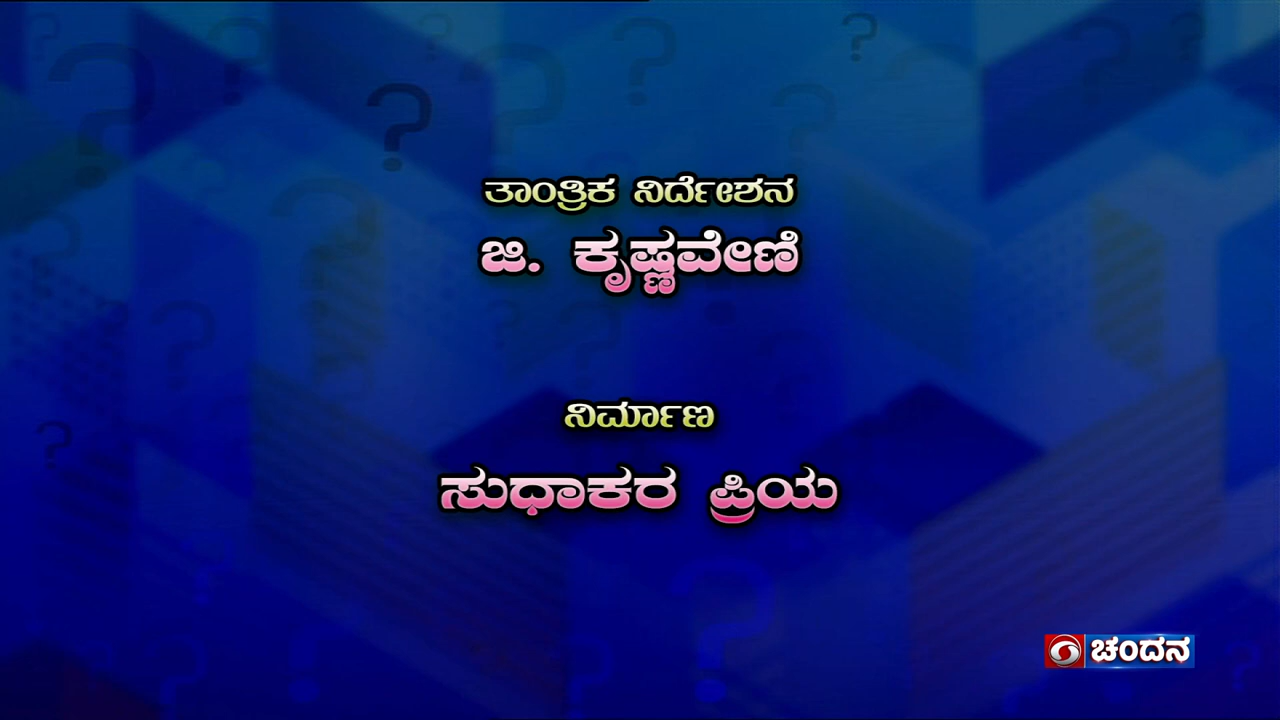 ತಾಂತ್ರಿಕ ನಿರ್ದೇಶನ
ಜಿ. ಕೃಷ್ಣವೇಣಿ
ನಿರ್ಮಾಣ
ಸುಧಾಕರ ಪ್ರಿಯ
ಚಂದನ